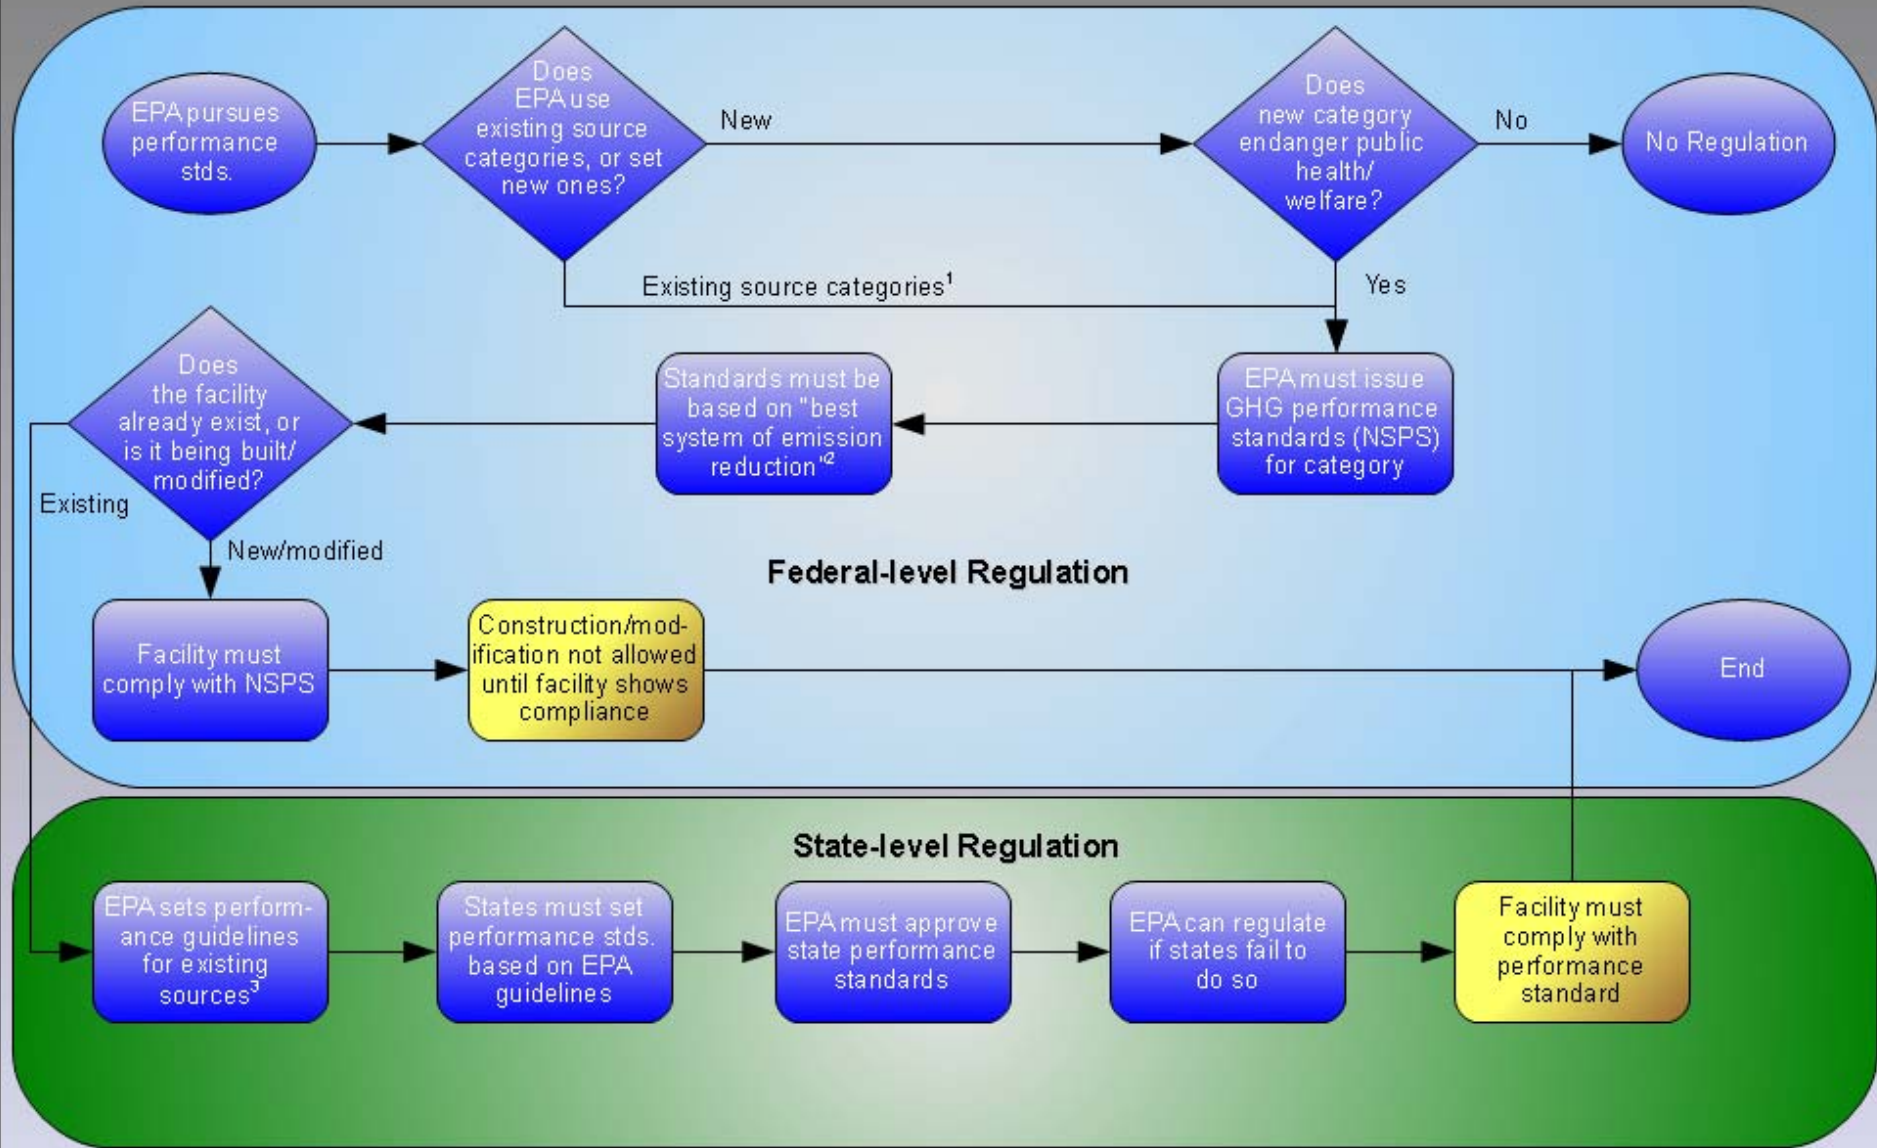 EPA pursues
performance
stds.
Does
EPA use
existing source
categories, or set
new ones?
New
Does
new category
endanger public
health/
welfare?
No
No Regulation
Existing source categories¹
Yes
EPA must issue
GHG performance
standards (NSPS)
for category
Standards must be
based on "best
system of emission
reduction"²
Does
the facility
already exist, or
is it being built/
modified?
Existing
New/modified
Federal-level Regulation
Facility must
comply with NSPS
Construction/mod-
ification not allowed
until facility shows
compliance
End
State-level Regulation
EPA sets perform-
ance guidelines
for existing
sources³
States must set
performance stds.
based on EPA
guidelines
EPA must approve
state performance
standards
EPA can regulate
if states fail to
do so
Facility must
comply with
performance
standard